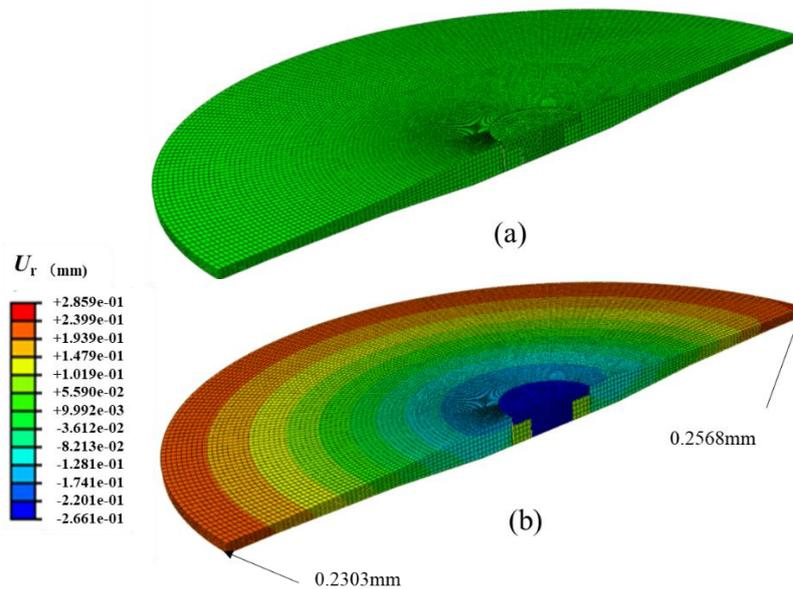 (a)
Ur (mm)
+2.859e-01
+2.399e-01
+1.939e-01
+1.479e-01
+1.019e-01
+5.590e-02
+9.992e-03
-3.612e-02
-8.213e-02
-1.281e-01
-1.741e-01
-2.201e-01
-2.661e-01
0.2568mm
(b)
0.2303mm